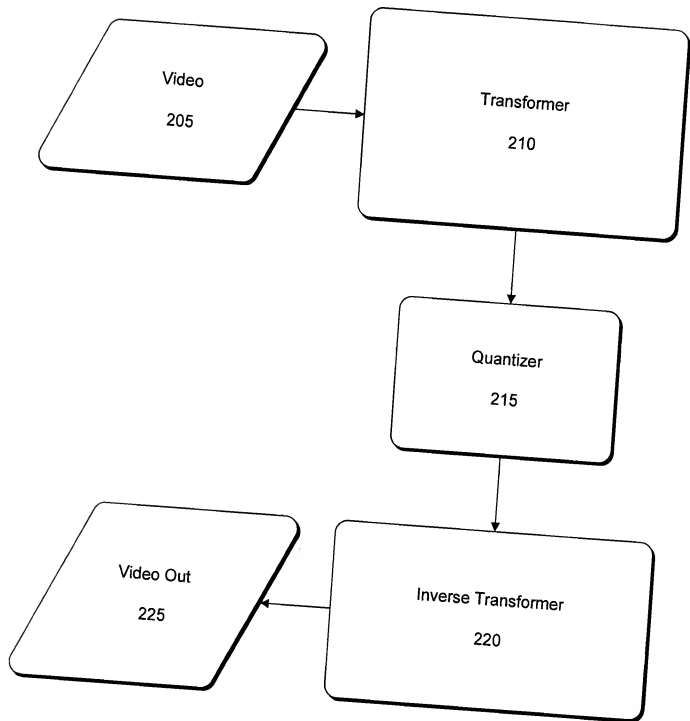 Video
205
Transformer
210
Quantizer
215
Inverse Transformer
220
Video Out
225